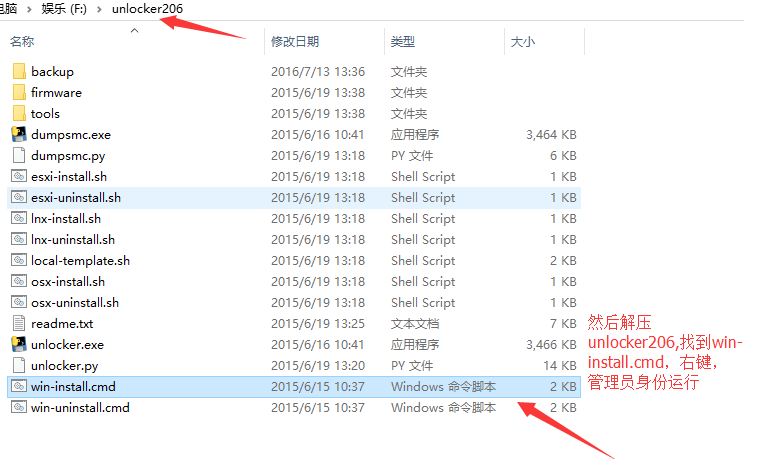 电脑 > 娱乐 (F:) > unlocker206
名称 修改日期 类型 大小
backup 2016/7/13 13:36 文件夹
firmware 2015/6/19 13:38 文件夹
tools 2015/6/19 13:38 文件夹
dumpsmc.exe 2015/6/16 10:41 应用程序 3,464 KB
dumpsmc.py 2015/6/19 13:18 PY 文件 6 KB
esxi-install.sh 2015/6/19 13:18 Shell Script 1 KB
esxi-uninstall.sh 2015/6/19 13:18 Shell Script 1 KB
lnx-install.sh 2015/6/19 13:18 Shell Script 1 KB
lnx-uninstall.sh 2015/6/19 13:18 Shell Script 1 KB
local-template.sh 2015/6/19 13:18 Shell Script 2 KB
osx-install.sh 2015/6/19 13:18 Shell Script 1 KB
osx-uninstall.sh 2015/6/19 13:18 Shell Script 1 KB
readme.txt 2015/6/19 13:25 文本文档 7 KB
unlocker.exe 2015/6/16 10:41 应用程序 3,466 KB
unlocker.py 2015/6/19 13:20 PY 文件 14 KB
win-install.cmd 2015/6/15 10:37 Windows 命令脚本 2 KB
win-uninstall.cmd 2015/6/15 10:37 Windows 命令脚本 2 KB
然后解压
unlocker206,找到win-
install.cmd，右键，
管理员身份运行